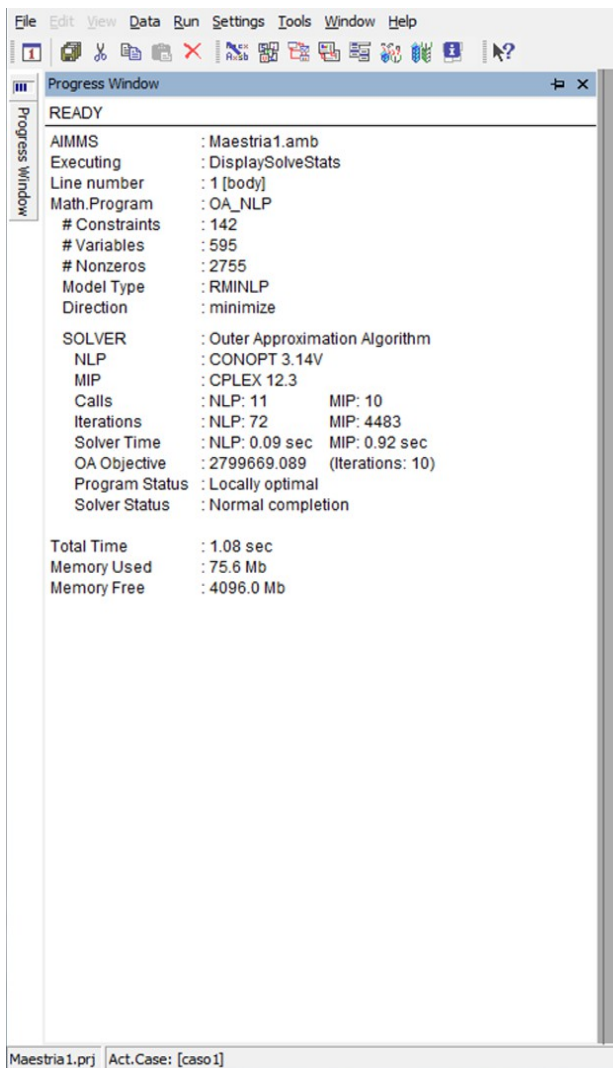 File Edit View Data Run Settings Tools Window Help
Progress Window
Progress Window
READY
AIMMS : Maestria1.amb
Executing : DisplaySolveStats
Line number : 1 [body]
Math.Program : OA_NLP
# Constraints : 142
# Variables : 595
# Nonzeros : 2755
Model Type : RMINLP
Direction : minimize
SOLVER : Outer Approximation Algorithm
NLP : CONOPT 3.14V
MIP : CPLEX 12.3
Calls : NLP: 11 MIP: 10
Iterations : NLP: 72 MIP: 4483
Solver Time : NLP: 0.09 sec MIP: 0.92 sec
OA Objective : 2799669.089 (Iterations: 10)
Program Status : Locally optimal
Solver Status : Normal completion
Total Time : 1.08 sec
Memory Used : 75.6 Mb
Memory Free : 4096.0 Mb
Maestria1.prj Act.Case: [caso1]